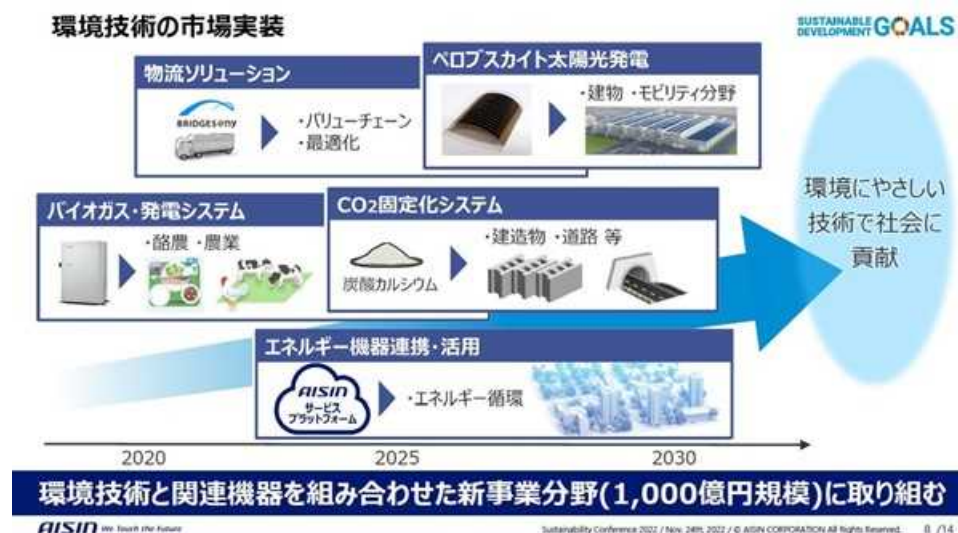 環境技術の市場実装
SUSTAINABLE
DEVELOPMENT GOALS
物流ソリューション
BRIDGES@ny
・バリューチェーン
・最適化
ペロブスカイト太陽光発電
・建物 ・モビリティ分野
バイオガス・発電システム
・酪農 ・農業
CO2固定化システム
炭酸カルシウム
・建造物 ・道路 等
環境にやさしい
技術で社会に
貢献
エネルギー機器連携・活用
AISIN
サービス
プラットフォーム
・エネルギー循環
2020
2025
2030
環境技術と関連機器を組み合わせた新事業分野(1,000億円規模)に取り組む
AISIN We Touch the Future
Sustainability Conference 2022 / Nov. 24th, 2022 / © AISIN CORPORATION All Rights Reserved. 8 /14